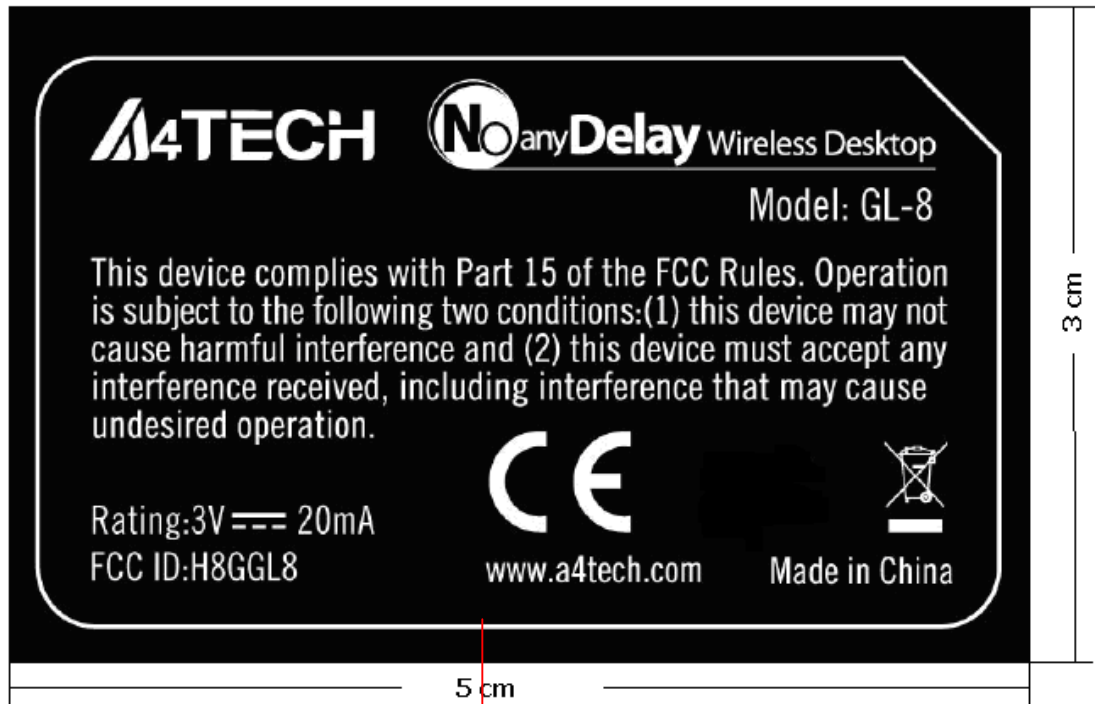 A4TECH No any Delay Wireless Desktop
Model: GL-8
This device complies with Part 15 of the FCC Rules. Operation
is subject to the following two conditions:(1) this device may not
cause harmful interference and (2) this device must accept any
interference received, including interference that may cause
undesired operation.
CE
Rating:3V 20mA
FCC ID:H8GGL8
www.a4tech.com
Made in China
3 cm
5 cm